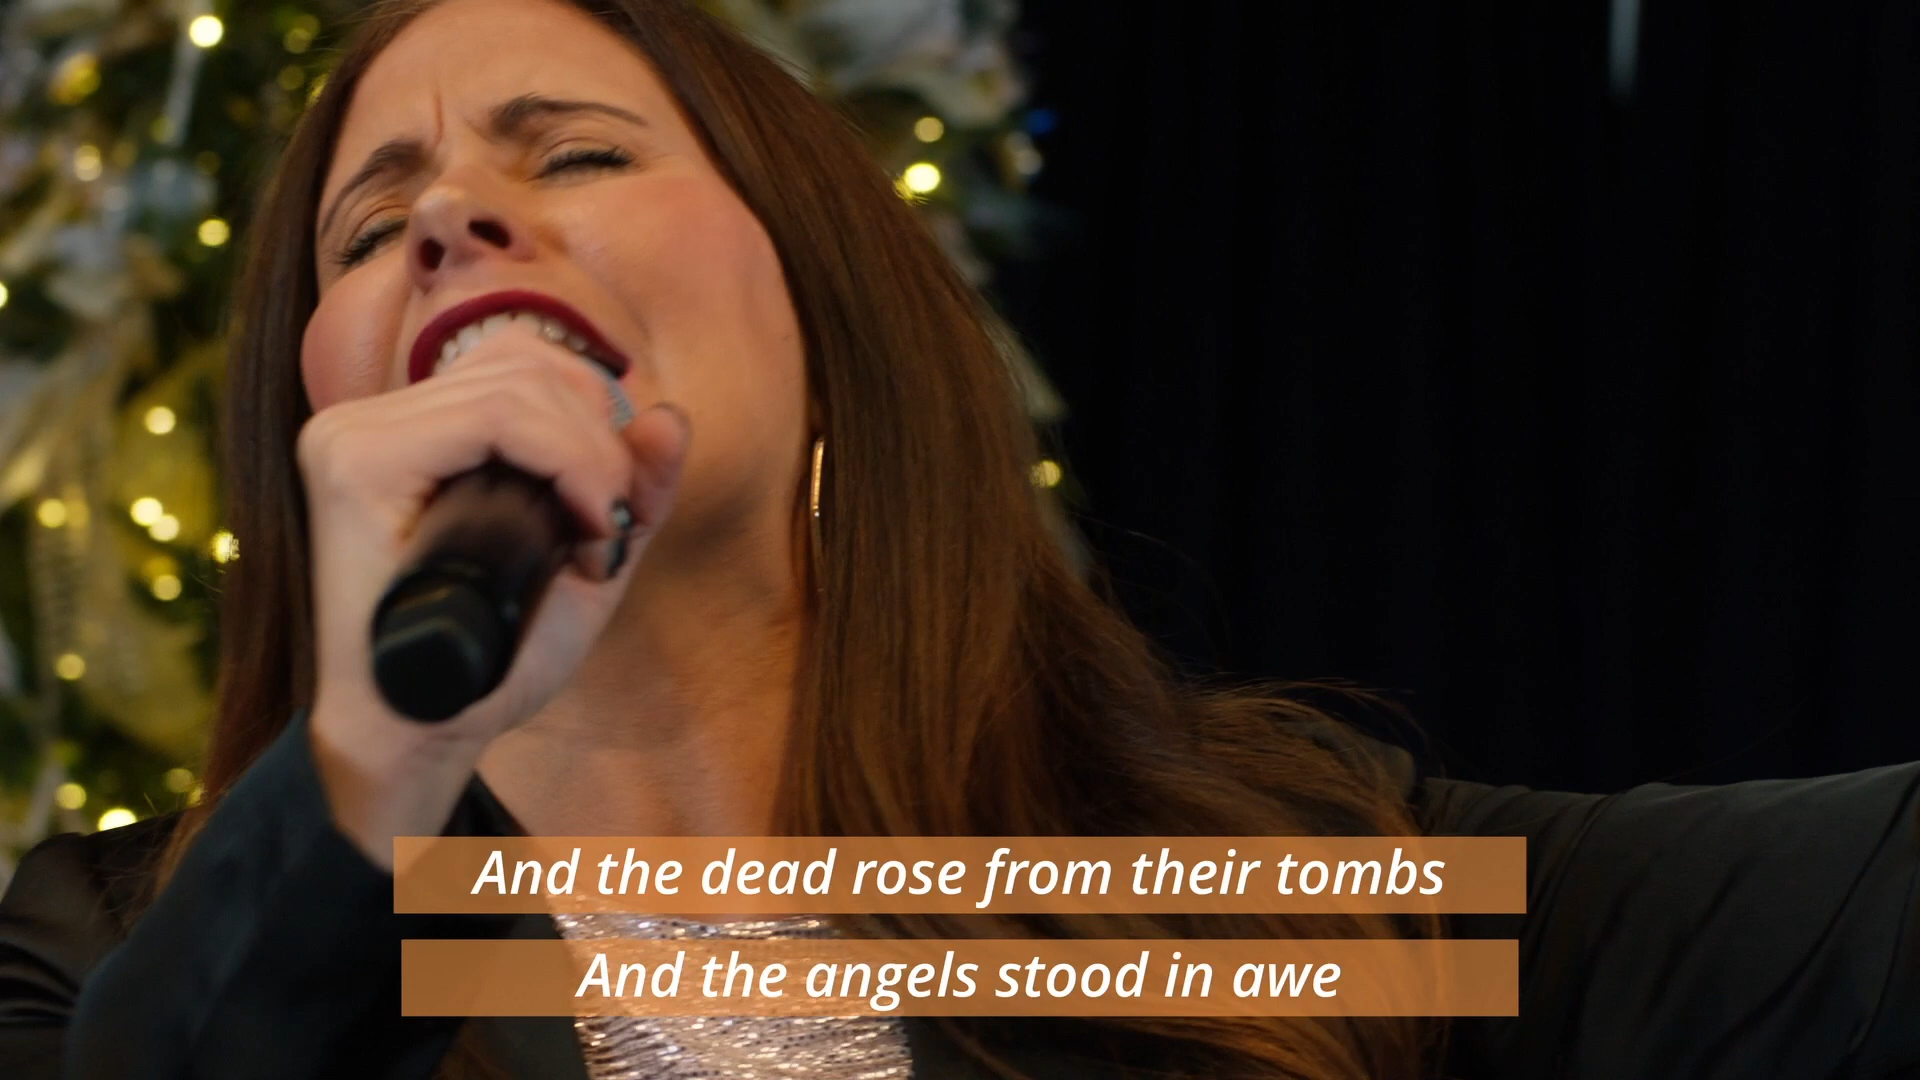 And the dead rose from their tombs
And the angels stood in awe